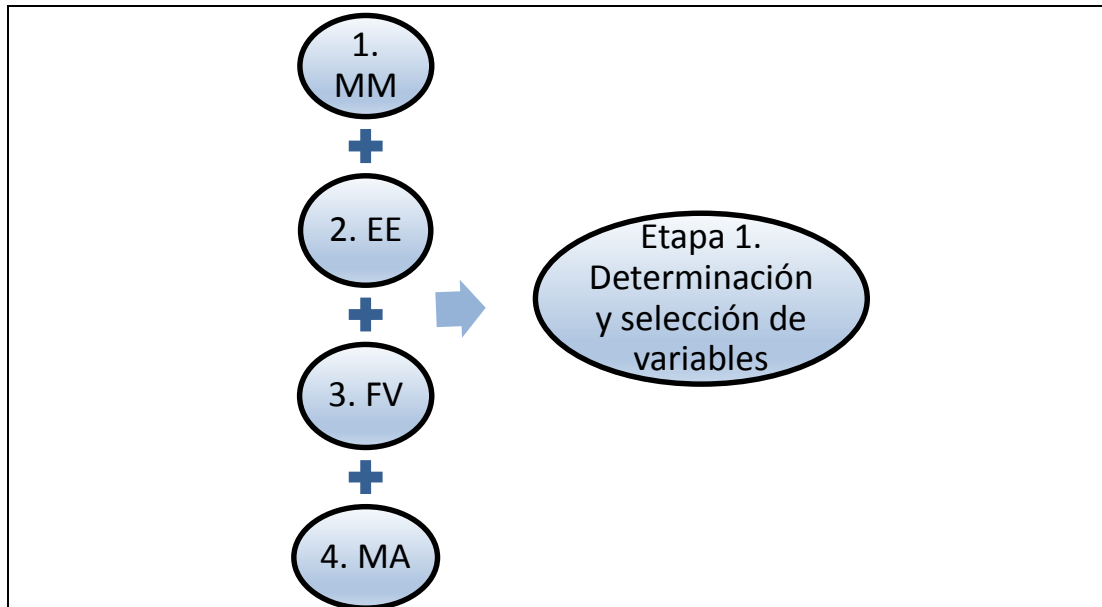 1.
MM
2. EE
3. FV
4. MA
Etapa 1.
Determinación
y selección de
variables